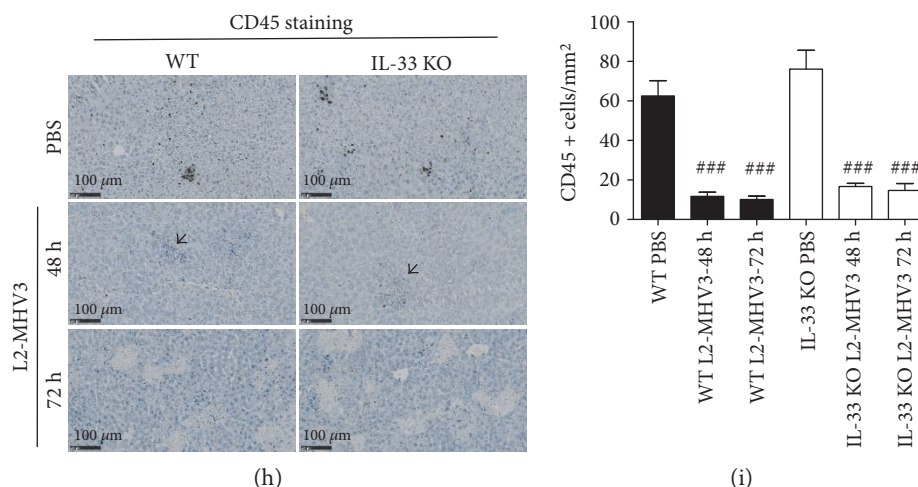 CD45 staining
WT
IL-33 KO
PBS
100 μm
100 μm
L2-MHV3
48 h
100 μm
100 μm
72 h
100 μm
100 μm
(h)
CD45 + cells/mm²
100
80
60
40
20
0
###
###
###
###
WT PBS
WT L2-MHV3-48 h
WT L2-MHV3-72 h
IL-33 KO PBS
IL-33 KO L2-MHV3 48 h
IL-33 KO L2-MHV3 72 h
(i)